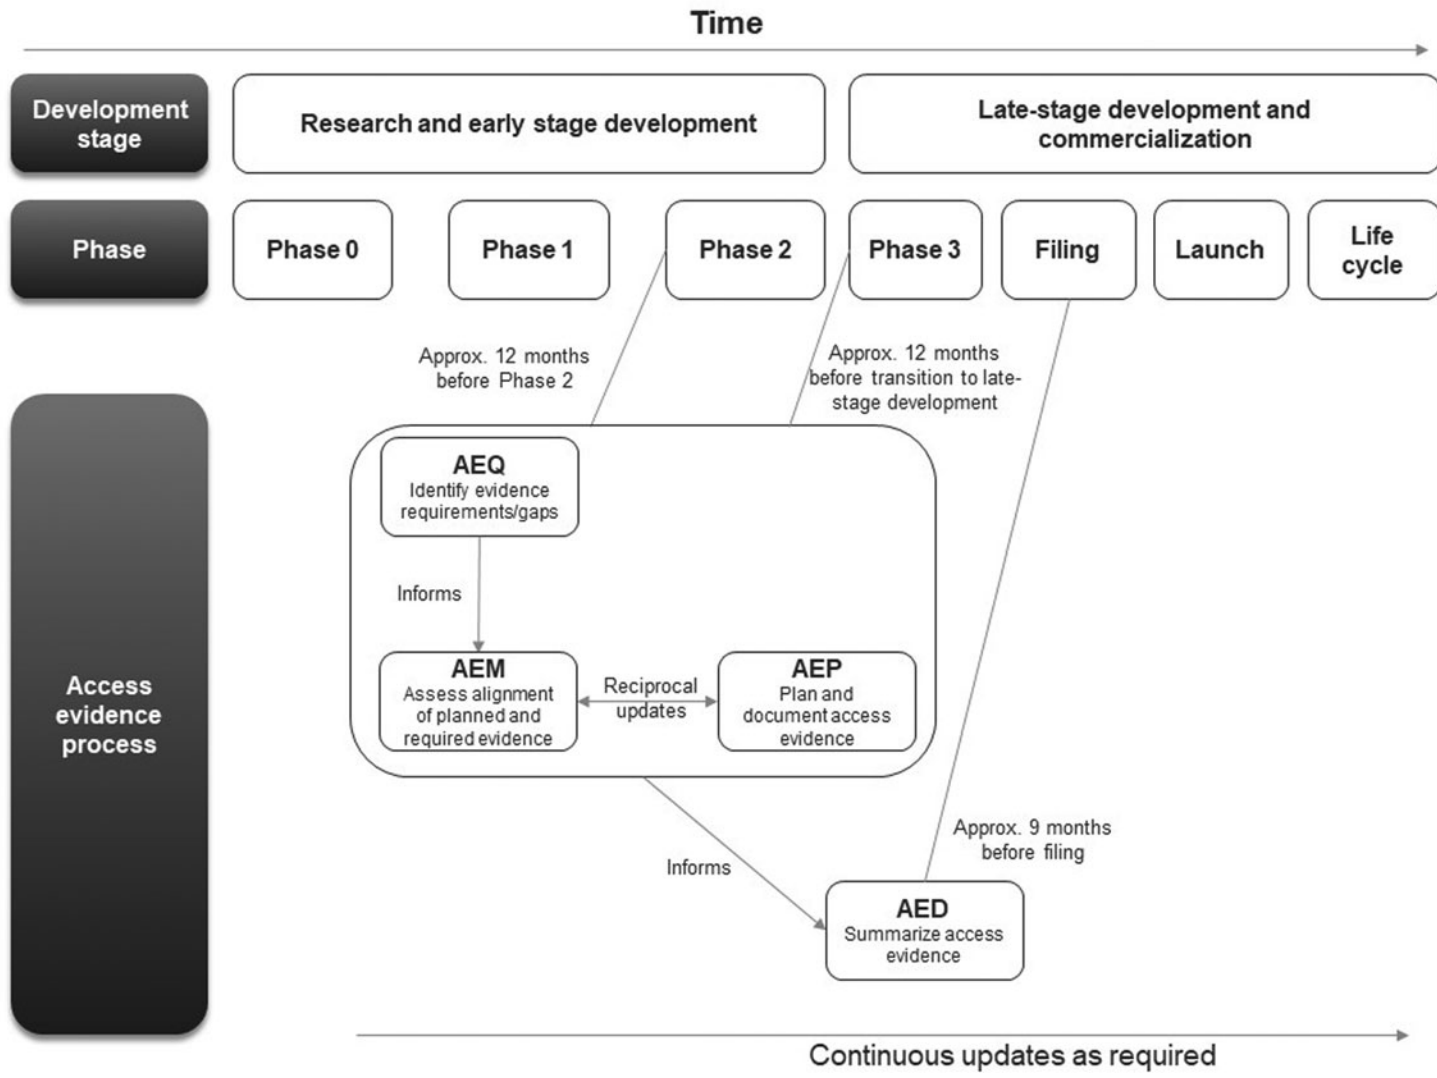 Time
Development
stage
Research and early stage development
Late-stage development and
commercialization
Phase
Phase 0
Phase 1
Phase 2
Phase 3
Filing
Launch
Life
cycle
Approx. 12 months
before Phase 2
Approx. 12 months
before transition to late-
stage development
Access
evidence
process
AEQ
Identify evidence
requirements/gaps
Informs
AEM
Assess alignment
of planned and
required evidence
Reciprocal
updates
AEP
Plan and
document access
evidence
Informs
Approx. 9 months
before filing
AED
Summarize access
evidence
Continuous updates as required